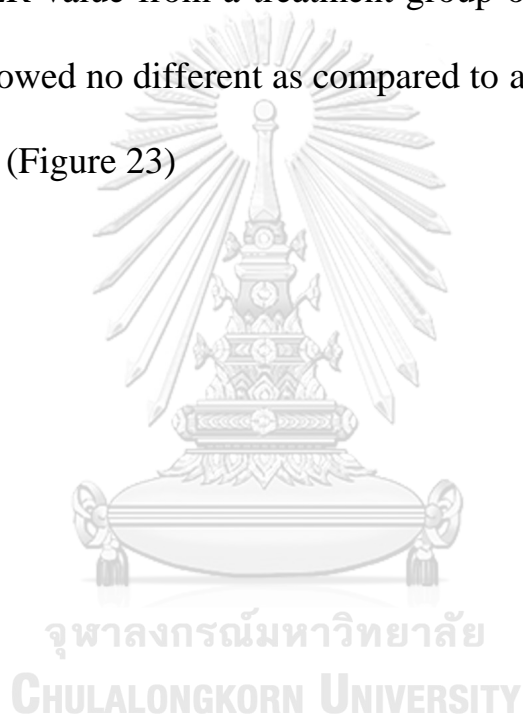 value from a treatment group
owed no different as compared to a
(Figure 23)
จุฬาลงกรณ์มหาวิทยาลัย
CHULALONGKORN UNIVERSITY